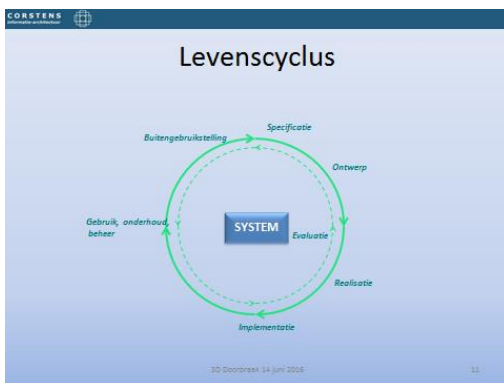 CORSTENS
informatie-architectuur
Levenscyclus
Specificatie
Buitengebruikstelling
Ontwerp
Gebruik, onderhoud,
beheer
SYSTEM
Evaluatie
Realisatie
Implementatie
3D Doorbraak 14 juni 2016
11